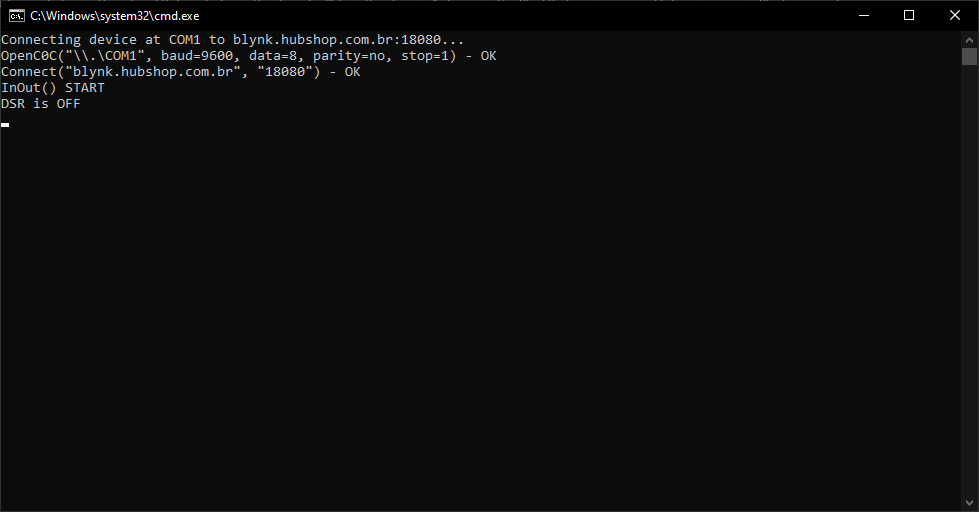 C:\Windows\system32\cmd.exe
Connecting device at COM1 to blynk.hubshop.com.br:18080...
OpenC0C("\\.\COM1", baud=9600, data=8, parity=no, stop=1) - OK
Connect("blynk.hubshop.com.br", "18080") - OK
InOut() START
DSR is OFF